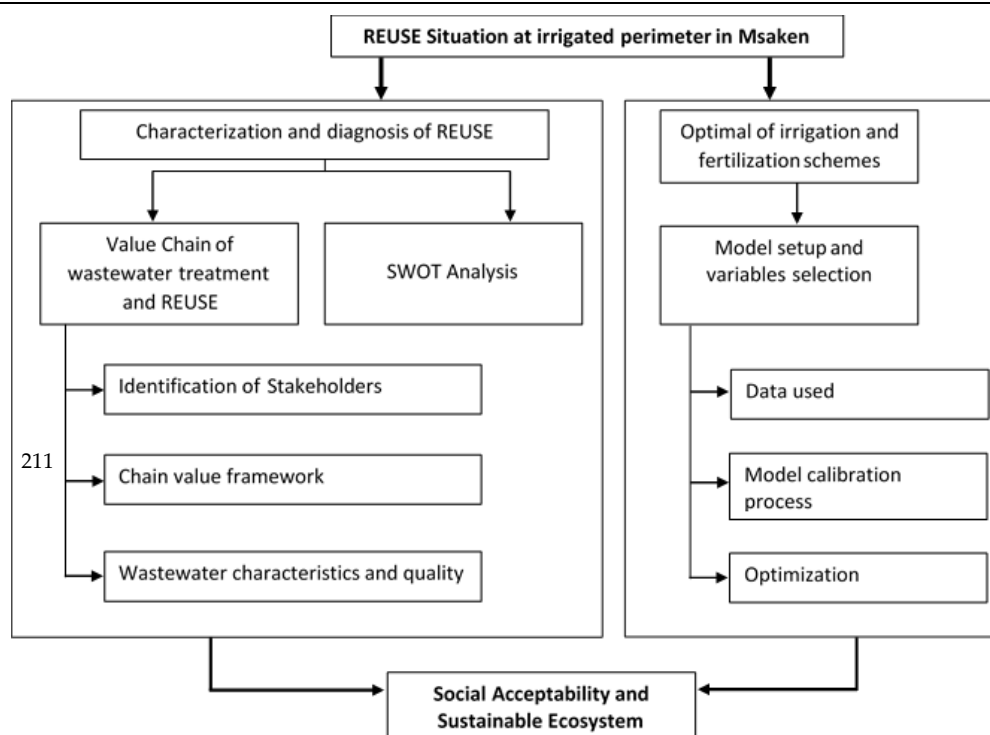 REUSE Situation at irrigated perimeter in Msaken
Characterization and diagnosis of REUSE
Value Chain of
wastewater treatment
and REUSE
SWOT Analysis
Identification of Stakeholders
211
Chain value framework
Wastewater characteristics and quality
Optimal of irrigation and
fertilization schemes
Model setup and
variables selection
Data used
Model calibration
process
Optimization
Social Acceptability and
Sustainable Ecosystem